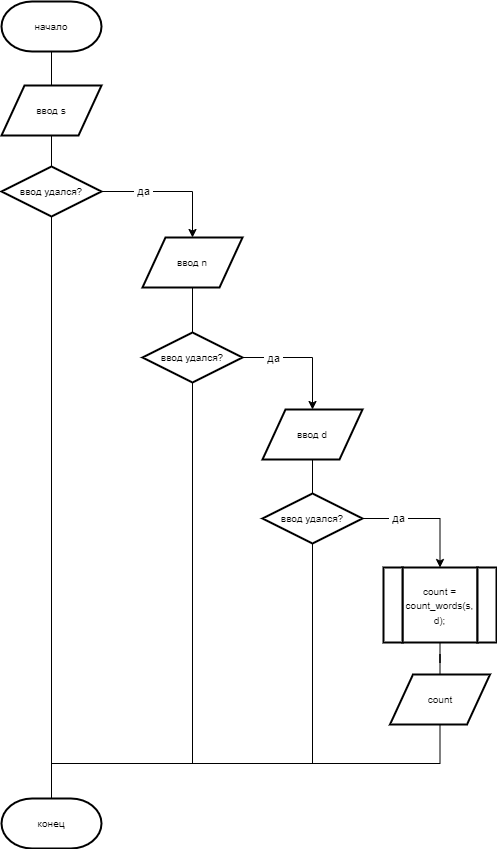 начало
ввод s
ввод удался?
да
ввод n
ввод удался?
да
ввод d
ввод удался?
да
count =
count_words(s,
d);
count
конец